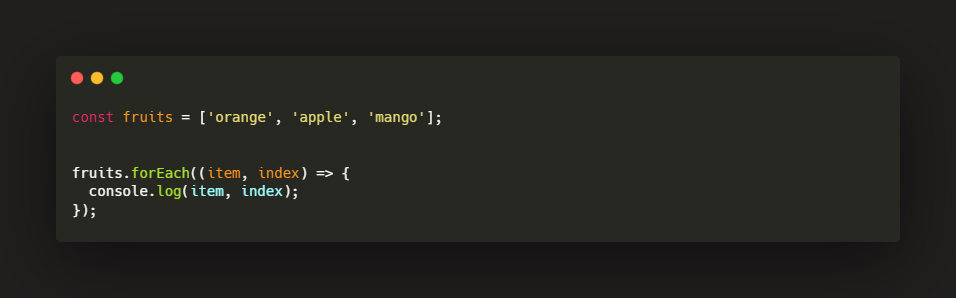 const fruits = ['orange', 'apple', 'mango'];
fruits.forEach((item, index) => {
  console.log(item, index);
});